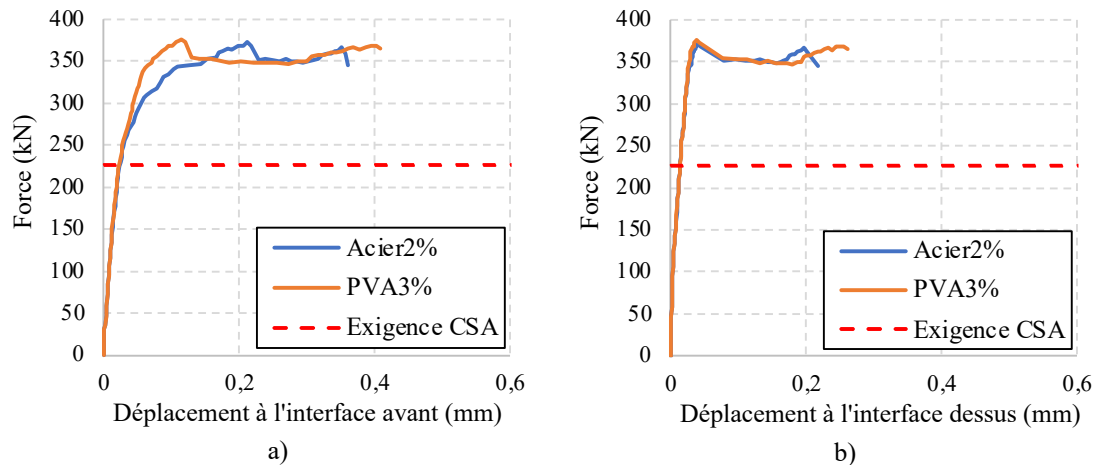 400
350
300
250
200
150
100
50
0
Force (kN)
0
0,2
0,4
0,6
Déplacement à l'interface avant (mm)
Acier2%
PVA3%
Exigence CSA
a)
400
350
300
250
200
150
100
50
0
Force (kN)
0
0,2
0,4
0,6
Déplacement à l'interface dessus (mm)
Acier2%
PVA3%
Exigence CSA
b)